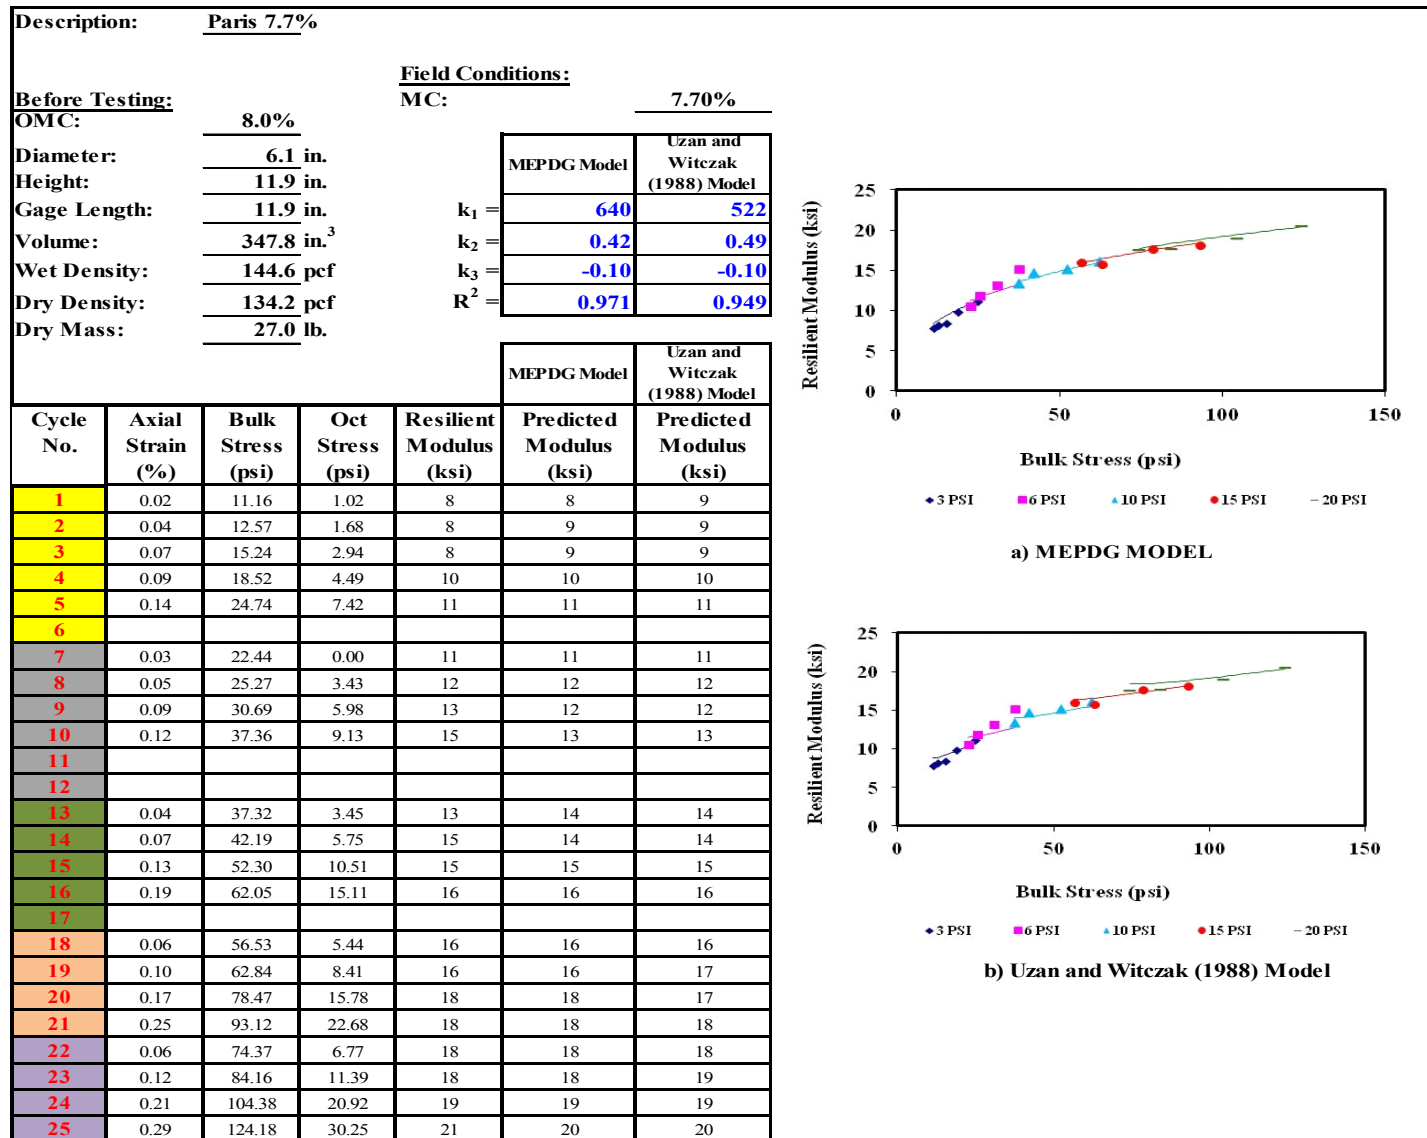 Description: Paris 7.7%
Field Conditions:
Before Testing: MC: 7.70%
OMC: 8.0%
Diameter: 6.1 in.
Height: 11.9 in.
Gage Length: 11.9 in.
Volume: 347.8 in.³
Wet Density: 144.6 pcf
Dry Density: 134.2 pcf
Dry Mass: 27.0 lb.
MEPDG Model Uzan and Witczak (1988) Model
k₁ = 640 522
k₂ = 0.42 0.49
k₃ = -0.10 -0.10
R² = 0.971 0.949
MEPDG Model Uzan and Witczak (1988) Model
Cycle No. Axial Strain (%) Bulk Stress (psi) Oct Stress (psi) Resilient Modulus (ksi) Predicted Modulus (ksi) Predicted Modulus (ksi)
1 0.02 11.16 1.02 8 8 9
2 0.04 12.57 1.68 8 9 9
3 0.07 15.24 2.94 8 9 9
4 0.09 18.52 4.49 10 10 10
5 0.14 24.74 7.42 11 11 11
6
7 0.03 22.44 0.00 11 11 11
8 0.05 25.27 3.43 12 12 12
9 0.09 30.69 5.98 13 12 12
10 0.12 37.36 9.13 15 13 13
11
12
13 0.04 37.32 3.45 13 14 14
14 0.07 42.19 5.75 15 14 14
15 0.13 52.30 10.51 15 15 15
16 0.19 62.05 15.11 16 16 16
17
18 0.06 56.53 5.44 16 16 16
19 0.10 62.84 8.41 16 16 17
20 0.17 78.47 15.78 18 18 17
21 0.25 93.12 22.68 18 18 18
22 0.06 74.37 6.77 18 18 18
23 0.12 84.16 11.39 18 18 19
24 0.21 104.38 20.92 19 19 19
25 0.29 124.18 30.25 21 20 20
Resilient Modulus (ksi)
25
20
15
10
5
0
0 50 100 150
Bulk Stress (psi)
3 PSI 6 PSI 10 PSI 15 PSI 20 PSI
a) MEPDG MODEL
Resilient Modulus (ksi)
25
20
15
10
5
0
0 50 100 150
Bulk Stress (psi)
3 PSI 6 PSI 10 PSI 15 PSI 20 PSI
b) Uzan and Witczak (1988) Model